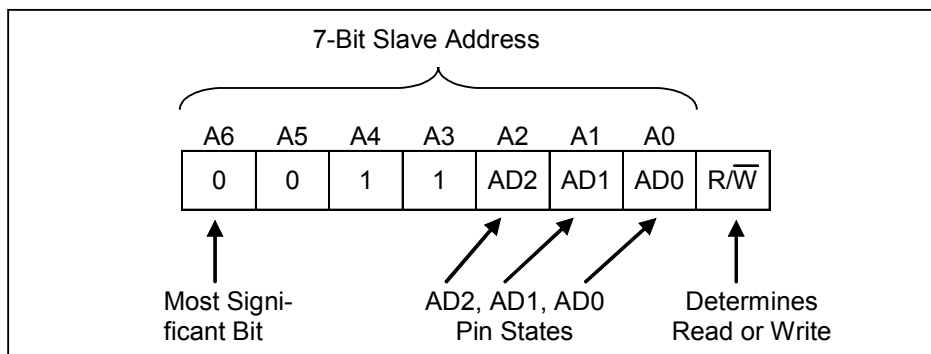 7-Bit Slave Address
A6 A5 A4 A3 A2 A1 A0
0 0 1 1 AD2 AD1 AD0 R/W̅
Most Signi-
ficant Bit
AD2, AD1, AD0
Pin States
Determines
Read or Write